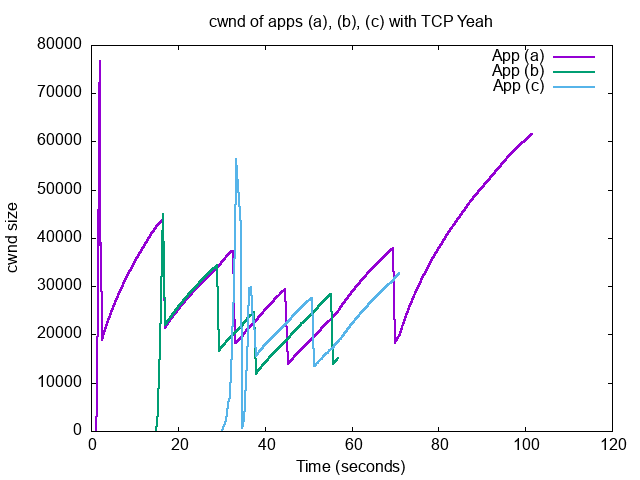 cwnd of apps (a), (b), (c) with TCP Yeah
80000
70000
60000
50000
40000
30000
20000
10000
0
cwnd size
App (a)
App (b)
App (c)
0 20 40 60 80 100 120
Time (seconds)